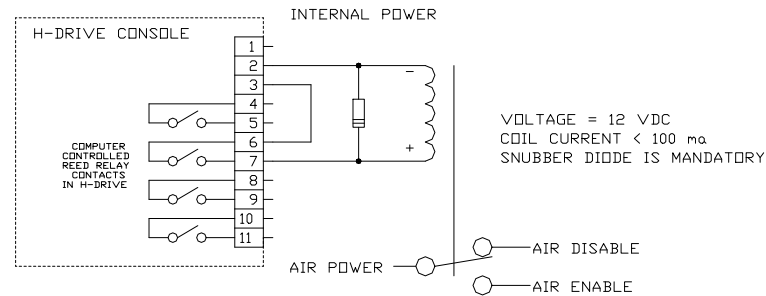 INTERNAL POWER
H-DRIVE CONSOLE
1
2
3
4
5
6
7
8
9
10
11
COMPUTER
CONTROLLED
REED RELAY
CONTACTS
IN H-DRIVE
-
+
VOLTAGE = 12 VDC
COIL CURRENT < 100 ma
SNUBBER DIODE IS MANDATORY
AIR POWER
AIR DISABLE
AIR ENABLE